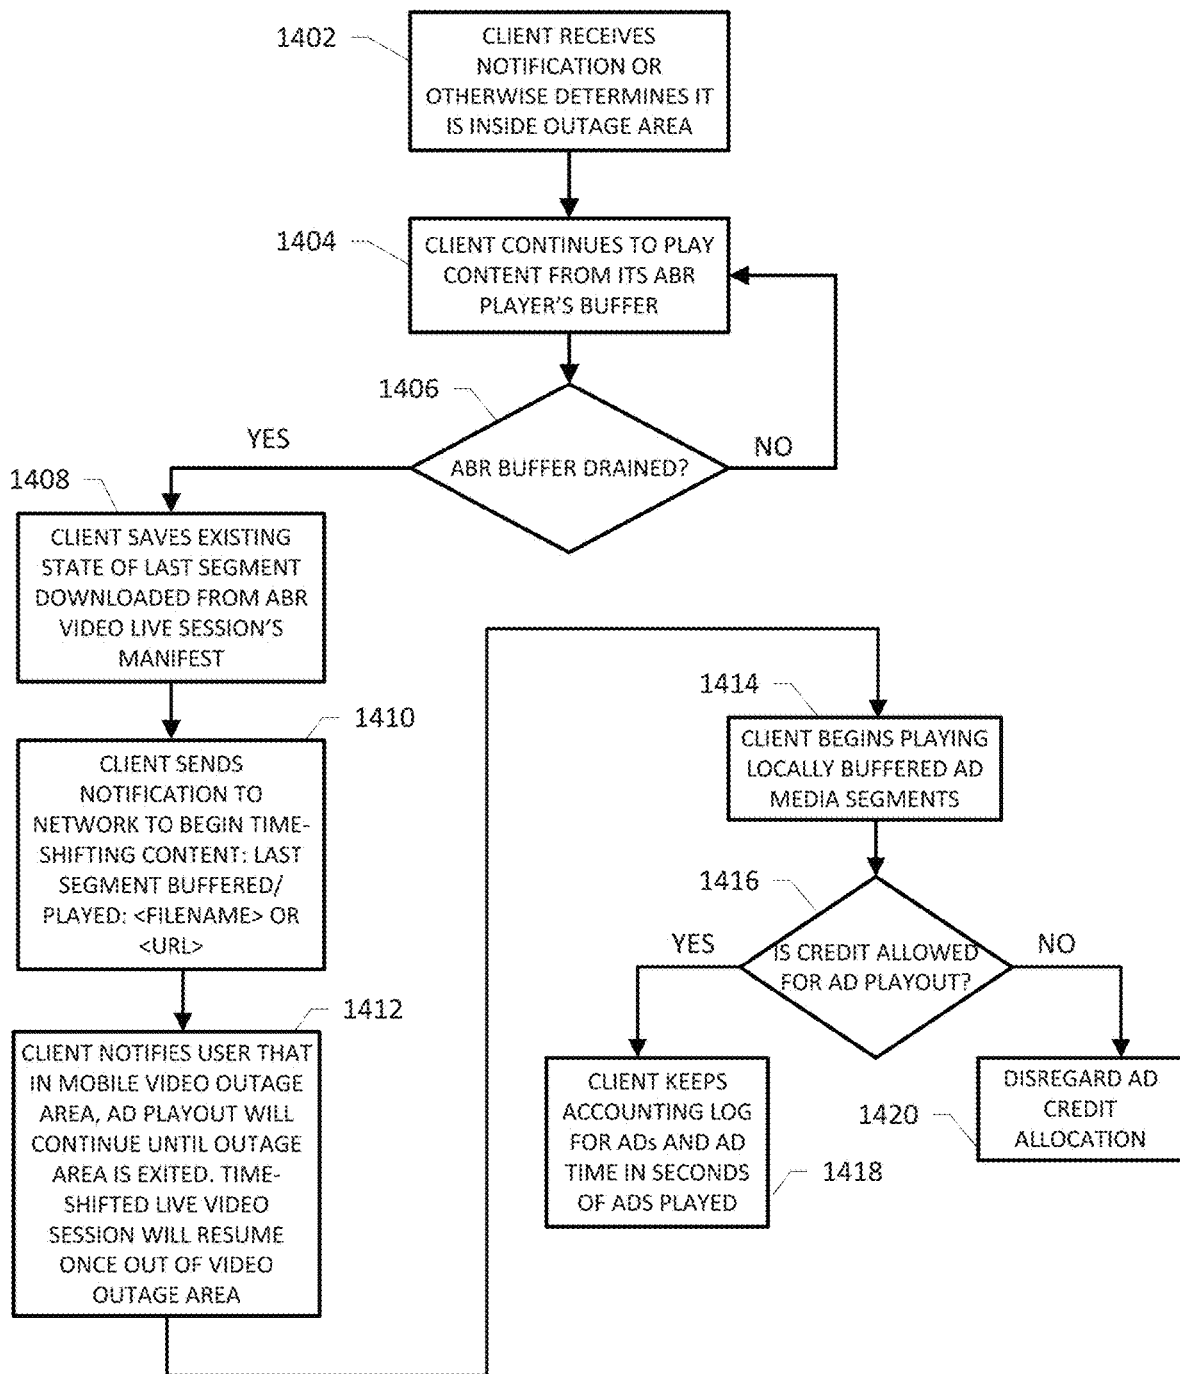 1402
CLIENT RECEIVES
NOTIFICATION OR
OTHERWISE DETERMINES IT
IS INSIDE OUTAGE AREA
1404
CLIENT CONTINUES TO PLAY
CONTENT FROM ITS ABR
PLAYER'S BUFFER
1406
ABR BUFFER DRAINED?
YES
NO
1408
CLIENT SAVES EXISTING
STATE OF LAST SEGMENT
DOWNLOADED FROM ABR
VIDEO LIVE SESSION'S
MANIFEST
1410
CLIENT SENDS
NOTIFICATION TO
NETWORK TO BEGIN TIME-
SHIFTING CONTENT: LAST
SEGMENT BUFFERED/
PLAYED: <FILENAME> OR
<URL>
1412
CLIENT NOTIFIES USER THAT
IN MOBILE VIDEO OUTAGE
AREA, AD PLAYOUT WILL
CONTINUE UNTIL OUTAGE
AREA IS EXITED. TIME-
SHIFTED LIVE VIDEO
SESSION WILL RESUME
ONCE OUT OF VIDEO
OUTAGE AREA
1414
CLIENT BEGINS PLAYING
LOCALLY BUFFERED AD
MEDIA SEGMENTS
1416
IS CREDIT ALLOWED
FOR AD PLAYOUT?
YES
NO
CLIENT KEEPS
ACCOUNTING LOG
FOR ADs AND AD
TIME IN SECONDS
OF ADS PLAYED
1418
DISREGARD AD
CREDIT
ALLOCATION
1420